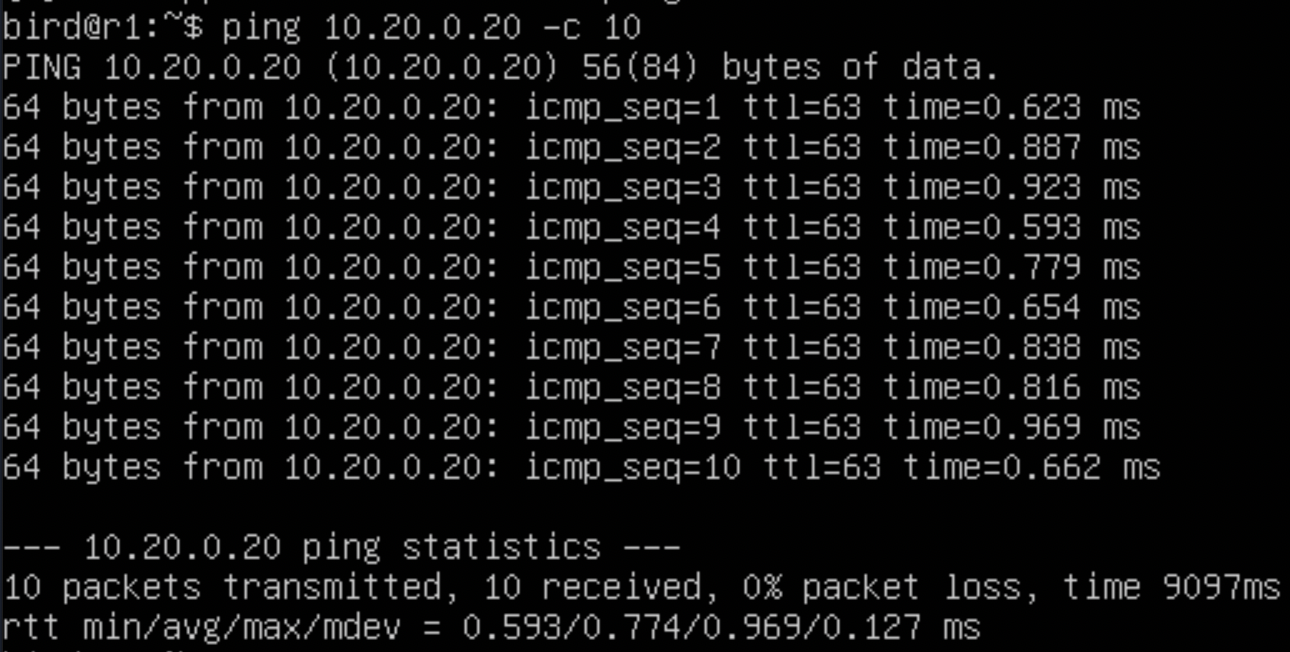 bird@r1:~$ ping 10.20.0.20 -c 10
PING 10.20.0.20 (10.20.0.20) 56(84) bytes of data.
64 bytes from 10.20.0.20: icmp_seq=1 ttl=63 time=0.623 ms
64 bytes from 10.20.0.20: icmp_seq=2 ttl=63 time=0.887 ms
64 bytes from 10.20.0.20: icmp_seq=3 ttl=63 time=0.923 ms
64 bytes from 10.20.0.20: icmp_seq=4 ttl=63 time=0.593 ms
64 bytes from 10.20.0.20: icmp_seq=5 ttl=63 time=0.779 ms
64 bytes from 10.20.0.20: icmp_seq=6 ttl=63 time=0.654 ms
64 bytes from 10.20.0.20: icmp_seq=7 ttl=63 time=0.838 ms
64 bytes from 10.20.0.20: icmp_seq=8 ttl=63 time=0.816 ms
64 bytes from 10.20.0.20: icmp_seq=9 ttl=63 time=0.969 ms
64 bytes from 10.20.0.20: icmp_seq=10 ttl=63 time=0.662 ms
--- 10.20.0.20 ping statistics ---
10 packets transmitted, 10 received, 0% packet loss, time 9097ms
rtt min/avg/max/mdev = 0.593/0.774/0.969/0.127 ms